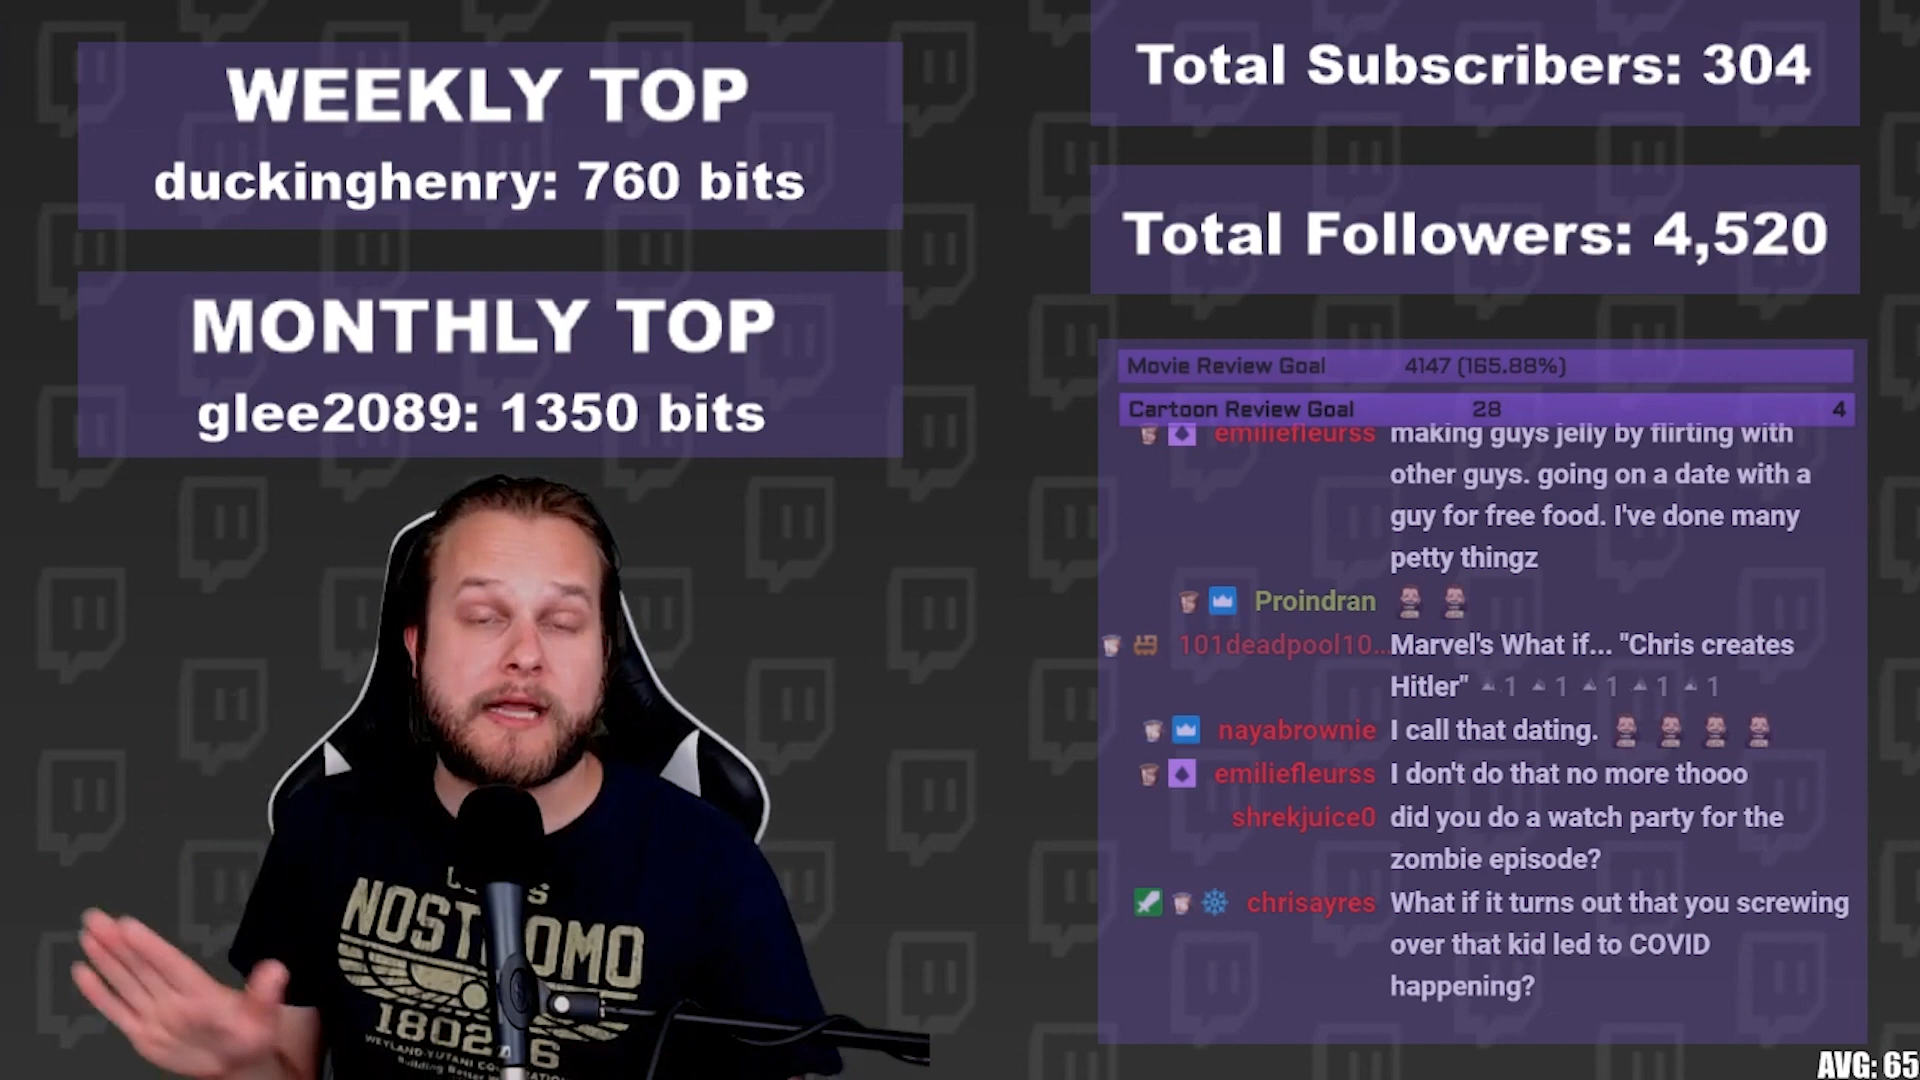 WEEKLY TOP
duckinghenry: 760 bits
MONTHLY TOP
glee2089: 1350 bits
Total Subscribers: 304
Total Followers: 4,520
Movie Review Goal 4147 (165.88%)
Cartoon Review Goal 28 4
emiliefleurss making guys jelly by flirting with
other guys. going on a date with a
guy for free food. I've done many
petty thingz
Proindran
101deadpool10... Marvel's What if... "Chris creates
Hitler" 1 1 1 1 1
nayabrownie I call that dating.
emiliefleurss I don't do that no more thooo
shrekjuice0 did you do a watch party for the
zombie episode?
chrisayres What if it turns out that you screwing
over that kid led to COVID
happening?
AVG: 65